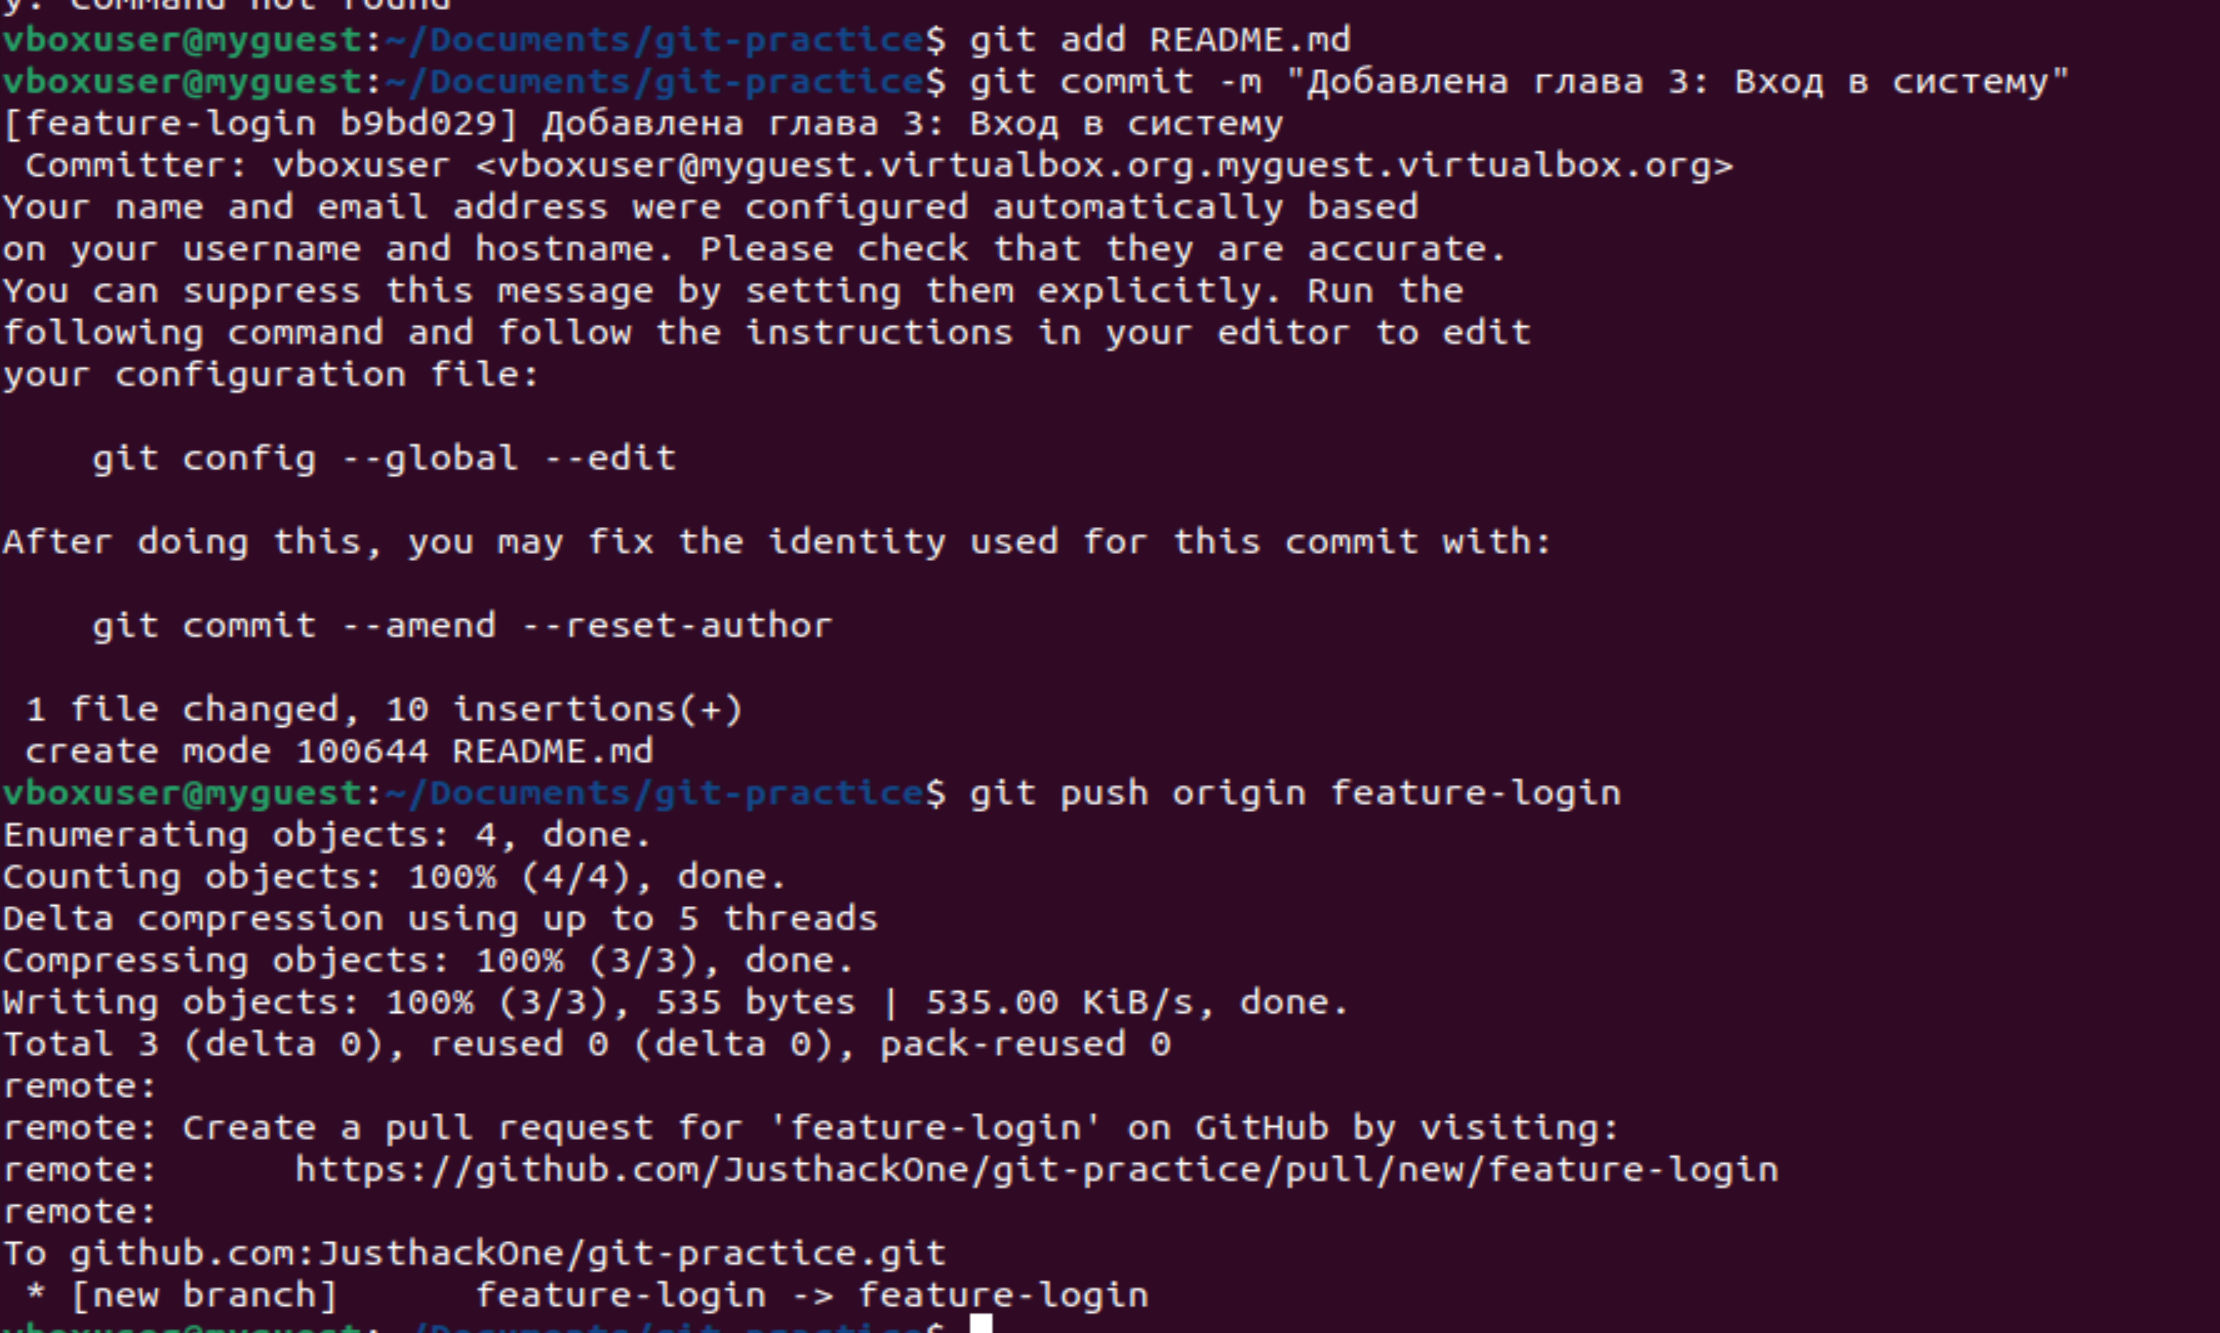 y: command not found
vboxuser@myguest:~/Documents/git-practice$ git add README.md
vboxuser@myguest:~/Documents/git-practice$ git commit -m "Добавлена глава 3: Вход в систему"
[feature-login b9bd029] Добавлена глава 3: Вход в систему
 Committer: vboxuser <vboxuser@myguest.virtualbox.org.myguest.virtualbox.org>
Your name and email address were configured automatically based
on your username and hostname. Please check that they are accurate.
You can suppress this message by setting them explicitly. Run the
following command and follow the instructions in your editor to edit
your configuration file:

    git config --global --edit

After doing this, you may fix the identity used for this commit with:

    git commit --amend --reset-author

 1 file changed, 10 insertions(+)
 create mode 100644 README.md
vboxuser@myguest:~/Documents/git-practice$ git push origin feature-login
Enumerating objects: 4, done.
Counting objects: 100% (4/4), done.
Delta compression using up to 5 threads
Compressing objects: 100% (3/3), done.
Writing objects: 100% (3/3), 535 bytes | 535.00 KiB/s, done.
Total 3 (delta 0), reused 0 (delta 0), pack-reused 0
remote:
remote: Create a pull request for 'feature-login' on GitHub by visiting:
remote:      https://github.com/JusthackOne/git-practice/pull/new/feature-login
remote:
To github.com:JusthackOne/git-practice.git
 * [new branch]      feature-login -> feature-login
vboxuser@myguest:~/Documents/git-practice$